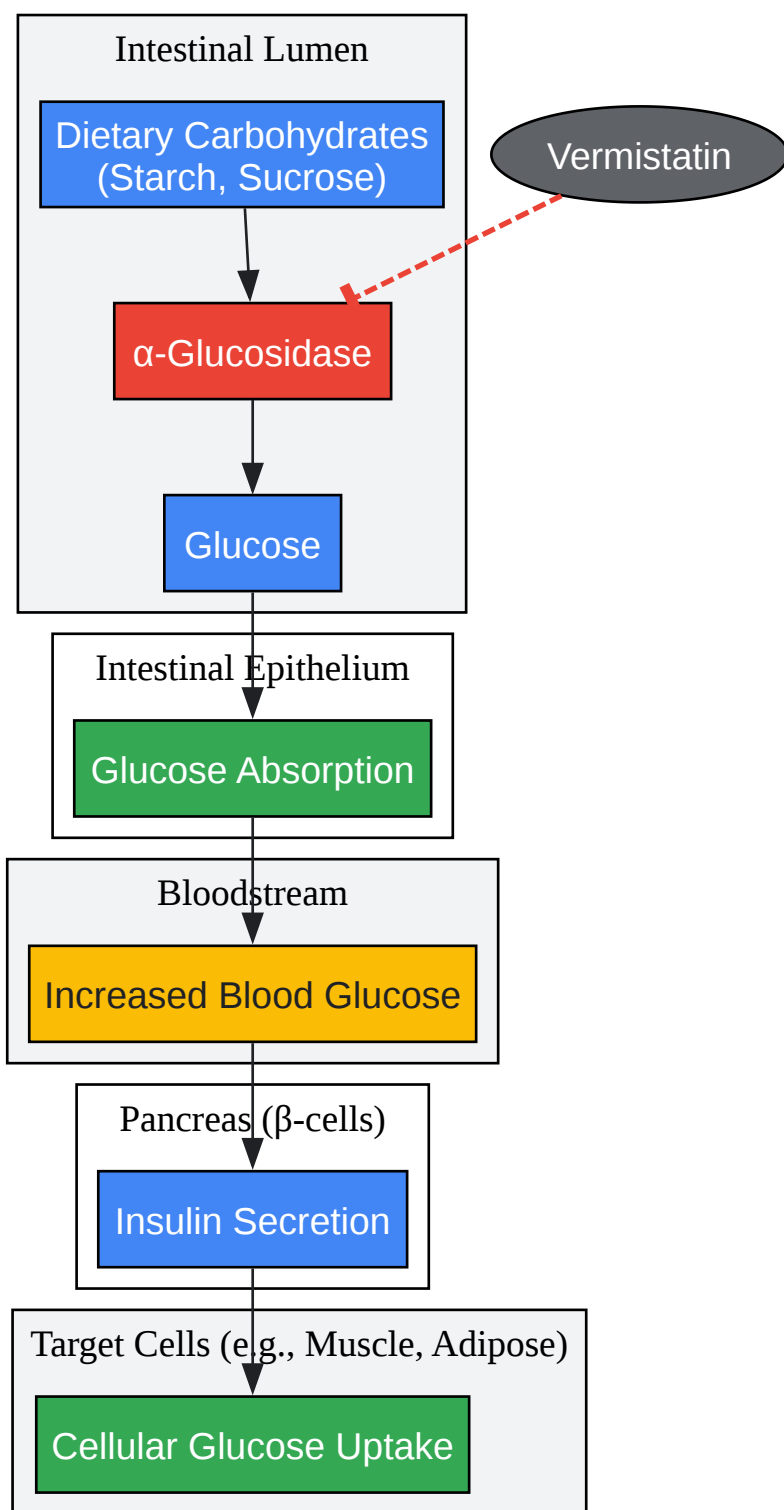 Intestinal Lumen
Dietary Carbohydrates
(Starch, Sucrose)
Vermistatin
α-Glucosidase
Glucose
Intestinal Epithelium
Glucose Absorption
Bloodstream
Increased Blood Glucose
Pancreas (β-cells)
Insulin Secretion
Target Cells (e.g., Muscle, Adipose)
Cellular Glucose Uptake